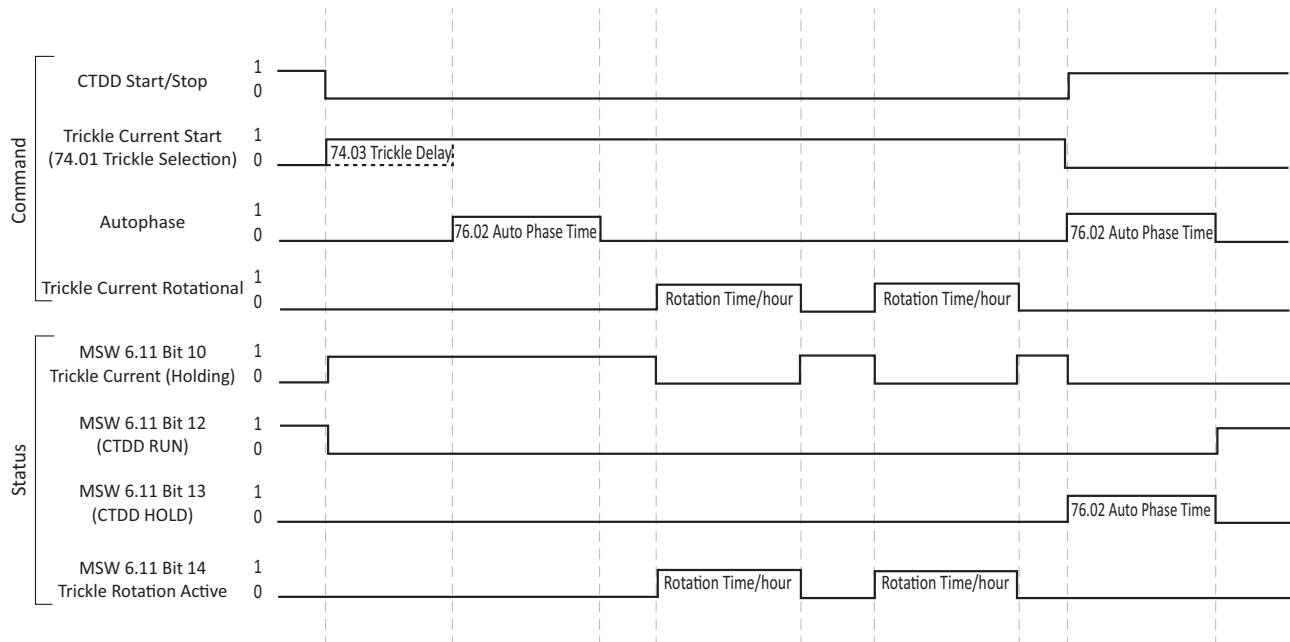 Command
CTDD Start/Stop
1
0
Trickle Current Start
(74.01 Trickle Selection)
1
0
74.03 Trickle Delay
Autophase
1
0
76.02 Auto Phase Time
76.02 Auto Phase Time
Trickle Current Rotational
1
0
Rotation Time/hour
Rotation Time/hour
Status
MSW 6.11 Bit 10
Trickle Current (Holding)
1
0
MSW 6.11 Bit 12
(CTDD RUN)
1
0
MSW 6.11 Bit 13
(CTDD HOLD)
1
0
76.02 Auto Phase Time
MSW 6.11 Bit 14
Trickle Rotation Active
1
0
Rotation Time/hour
Rotation Time/hour